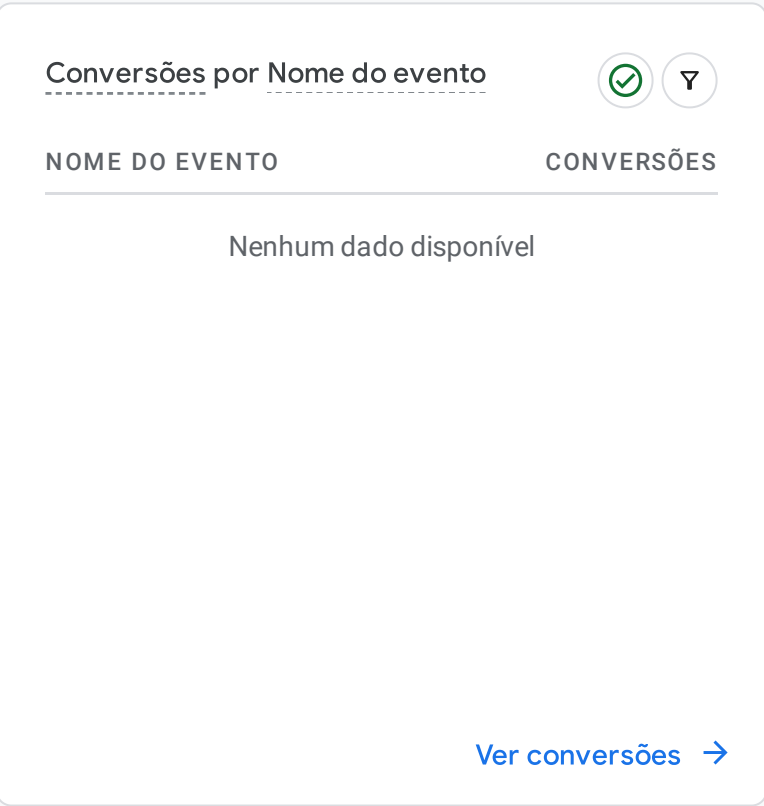 Conversões por Nome do evento
NOME DO EVENTO CONVERSÕES
Nenhum dado disponível
Ver conversões